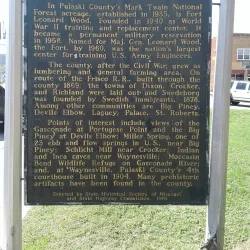 In Pulaski County's Mark Twain National
Forest acreage, established in 1935, is Fort
Leonard Wood. Founded in 1940 as World
War II training and replacement center, it
became a permanent military reservation
in 1956. Named for Maj. Gen. Leonard Wood,
the Fort, by 1960, was the nation's largest
center for training U.S. Army Engineers.
The county, after the Civil War, grew as
lumbering and general farming area. On
route of the Frisco R.R., built through the
county 1869, the towns of Dixon, Crocker,
and Richland were laid out and Swedeborg
was founded by Swedish immigrants, 1878.
Among other communities are Big Piney,
Devils Elbow, Laquey, Palace, St. Roberts.
Points of interest include views of the
Gasconade at Portuguese Point and the Big
Piney at Devils Elbow; Miller Spring, one of
23 ebb and flow springs in U.S., near Big
Piney; Schlicht Mill near Crocker; Indian
and Inca caves near Waynesville; Moccasin
Bend Wildlife Refuge on Gasconade River;
and, at Waynesville, Pulaski County's 4th
courthouse built in 1904. Many prehistoric
artifacts have been found in the county.
Erected by State Historical Society of Missouri
and State Highway Commission, 1960